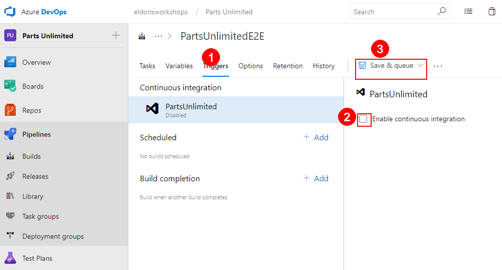 Azure DevOps
eldonsworkshops / Parts Unlimited
Search
PU Parts Unlimited
Overview
Boards
Repos
Pipelines
Builds
Releases
Library
Task groups
Deployment groups
Test Plans
... > PartsUnlimitedE2E
1
Tasks Variables Triggers Options Retention History
3
Save & queue ...
Continuous integration
PartsUnlimited
Disabled
Scheduled + Add
No builds scheduled
Build completion + Add
Build when another build completes
PartsUnlimited
2 Enable continuous integration